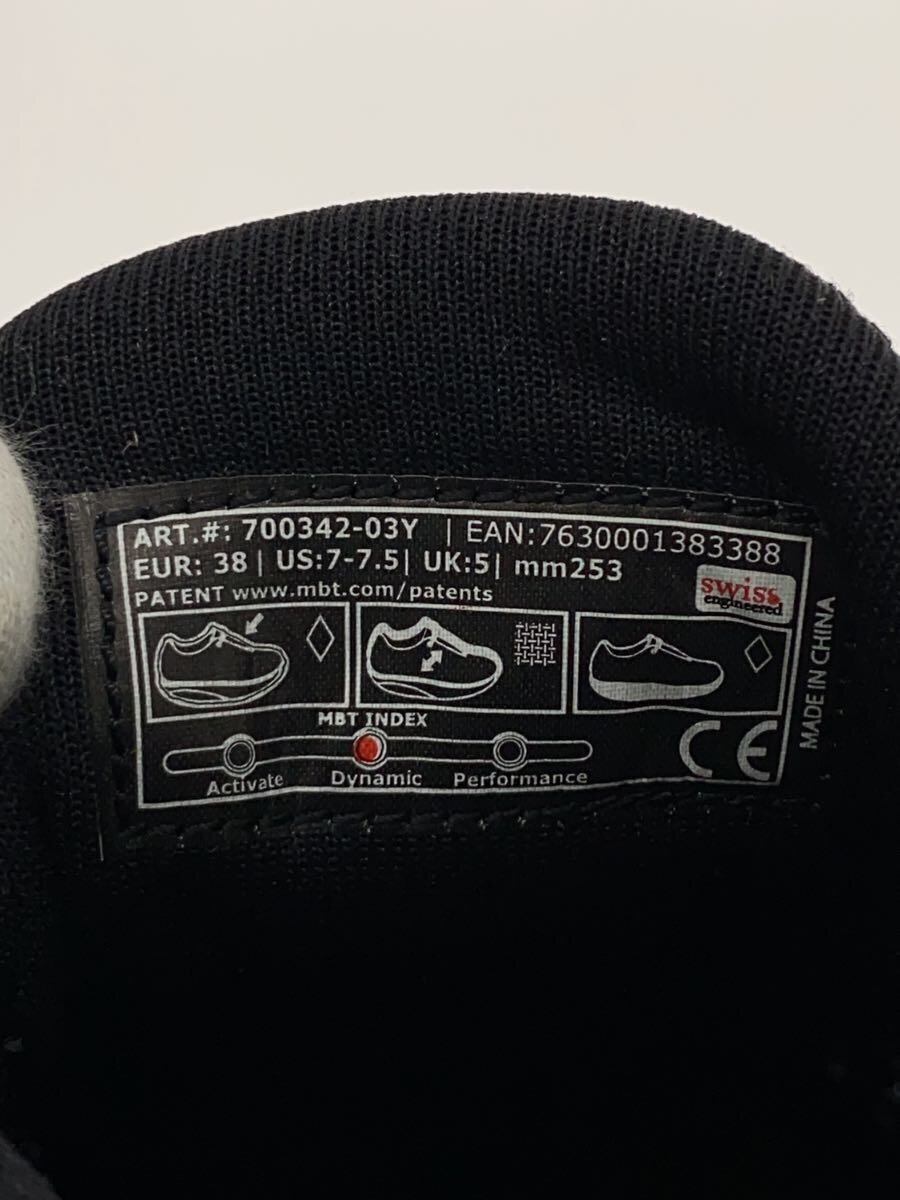 ART.#: 700342-03Y | EAN:7630001383388
EUR: 38| US:7-7.5| UK:5| mm253
PATENT www.mbt.com/patents
swiss
engineered
MADE IN CHINA
MBT INDEX
Activate Dynamic Performance
CE